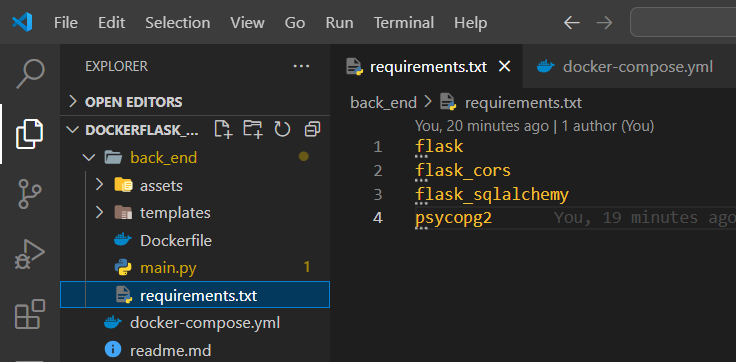 File Edit Selection View Go Run Terminal Help
EXPLORER
OPEN EDITORS
DOCKERFLASK_...
back_end
assets
templates
Dockerfile
main.py 1
requirements.txt
docker-compose.yml
readme.md
requirements.txt
docker-compose.yml
back_end > requirements.txt
You, 20 minutes ago | 1 author (You)
1 flask
2 flask_cors
3 flask_sqlalchemy
4 psycopg2 You, 19 minutes ago